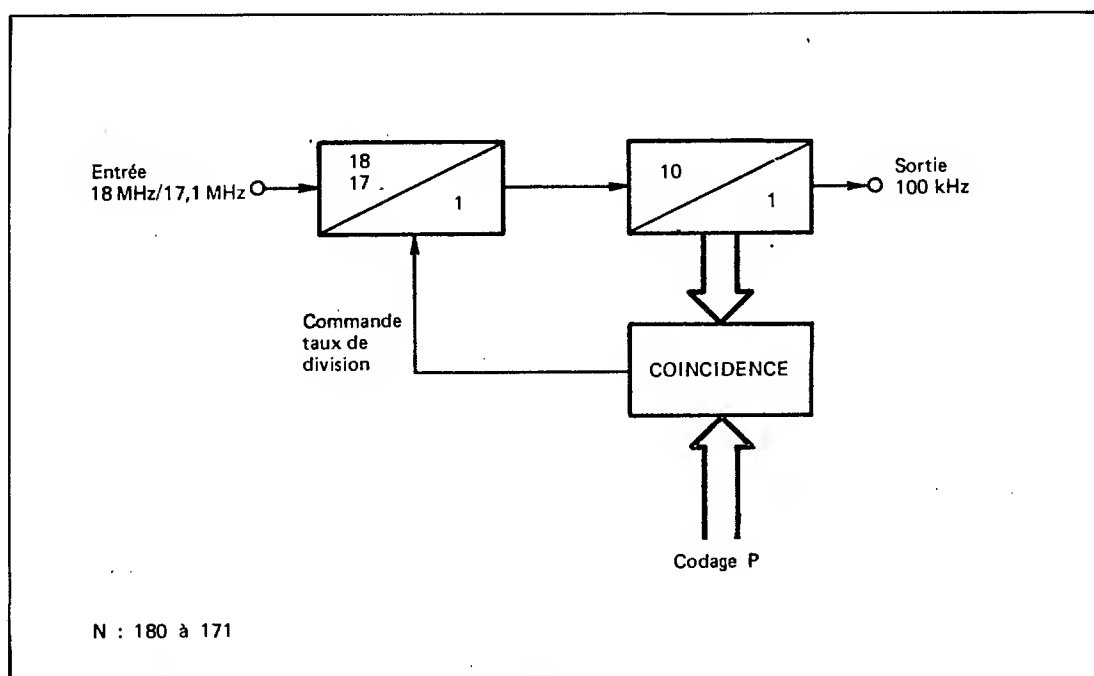 Entrée
18 MHz/17,1 MHz
18
17
1
10
1
Sortie
100 kHz
Commande
taux de
division
COINCIDENCE
Codage P
N : 180 à 171